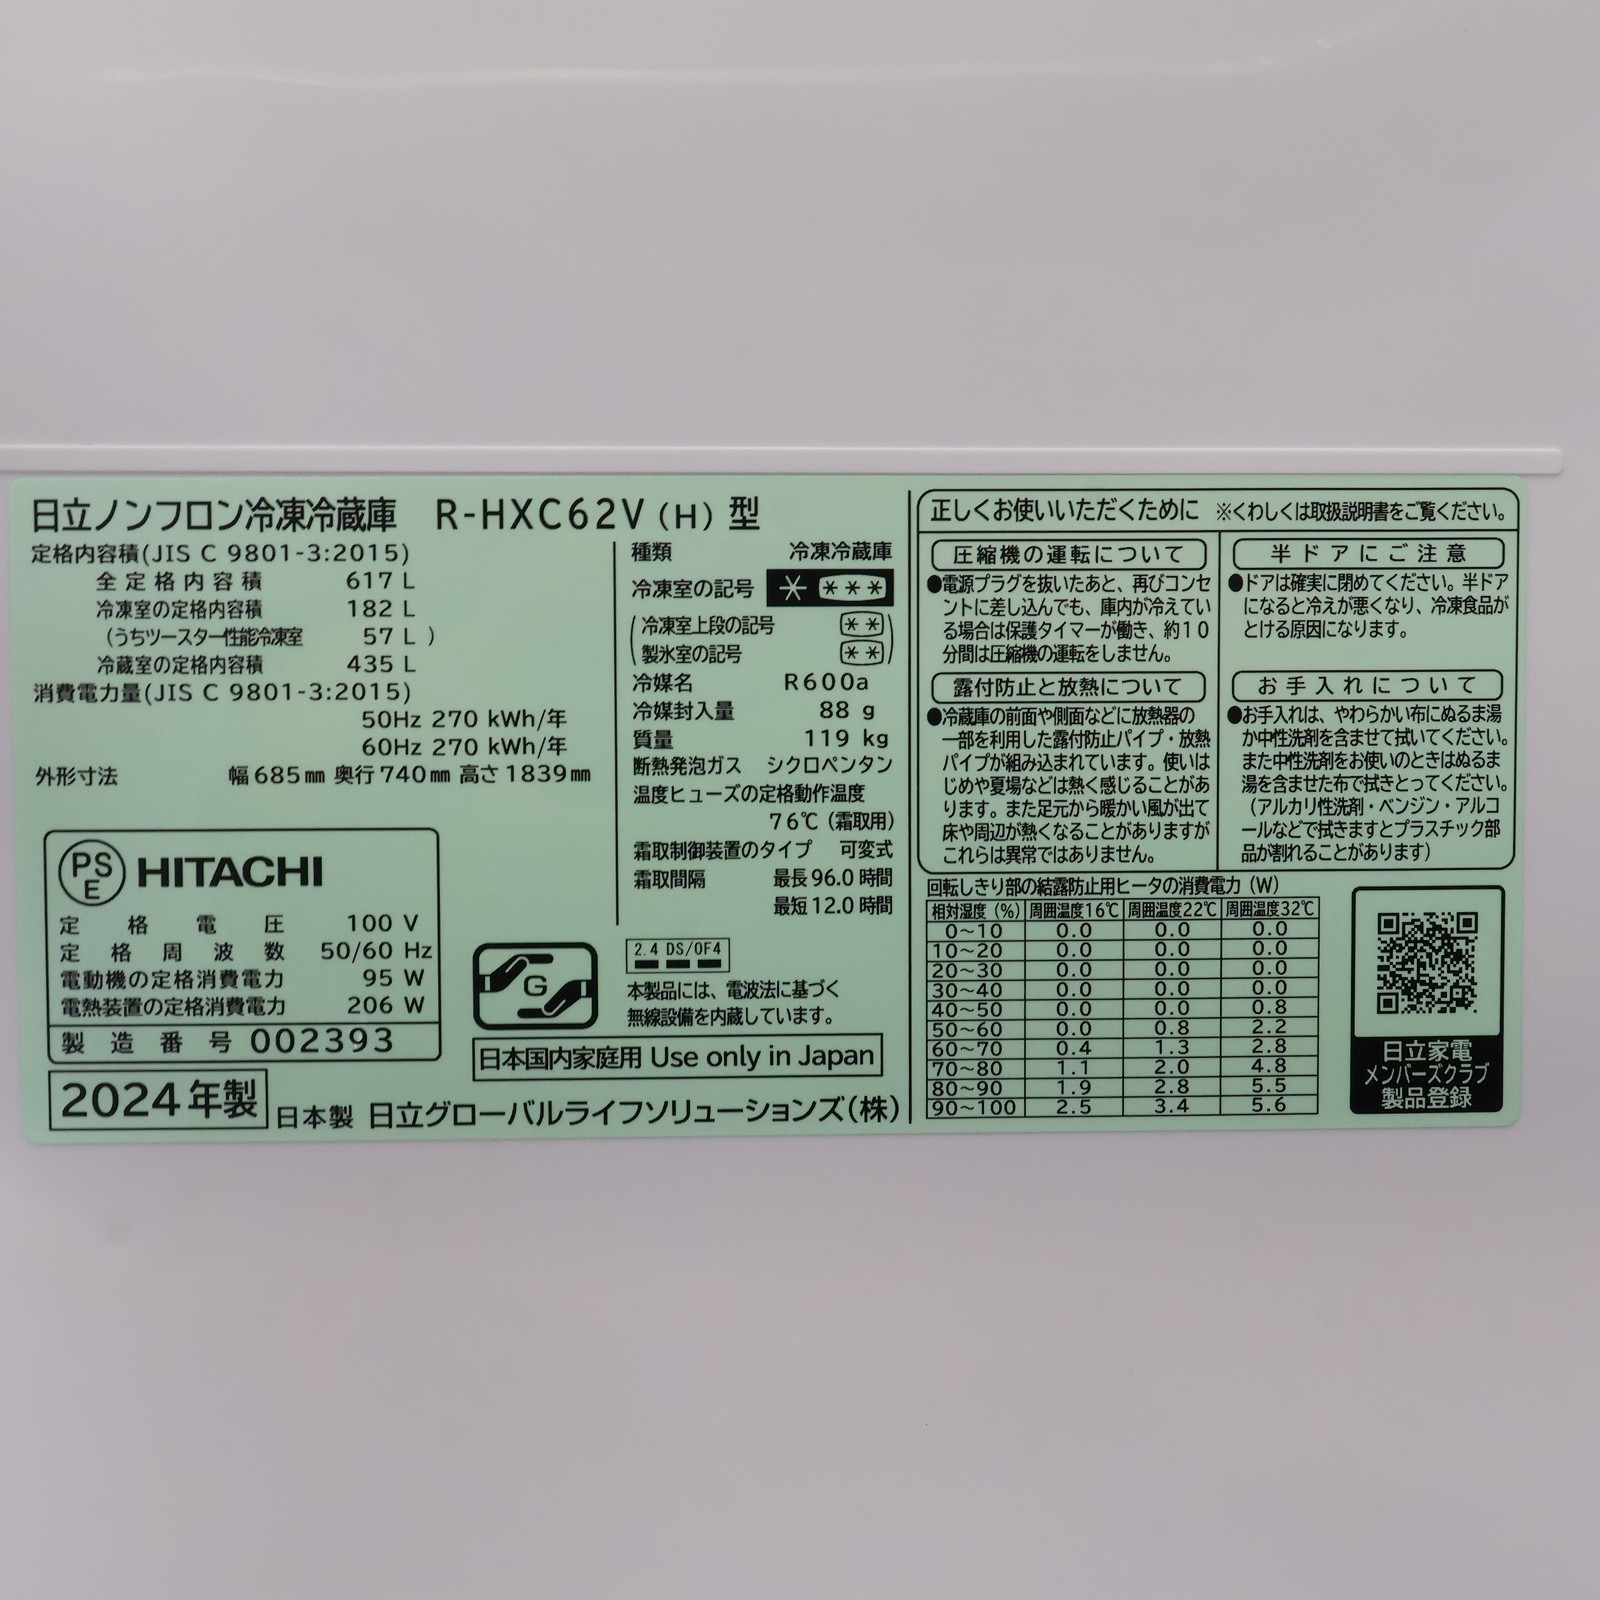 日立ノンフロン冷凍冷蔵庫 R-HXC62V (H) 型
定格内容積(JIS C 9801-3:2015)
全定格内容積 617 L
冷凍室の定格内容積 182 L
(うちツースター性能冷凍室 57 L )
冷蔵室の定格内容積 435 L
消費電力量(JIS C 9801-3:2015)
50Hz 270 kWh/年
60Hz 270 kWh/年
外形寸法 幅685㎜ 奥行740㎜ 高さ1839㎜
PS
E
HITACHI
定格電圧 100 V
定格周波数 50/60 Hz
電動機の定格消費電力 95 W
電熱装置の定格消費電力 206 W
製造番号 002393
2024年製
日本製 日立グローバルライフソリューションズ(株)
種類 冷凍冷蔵庫
冷凍室の記号 * ***
冷凍室上段の記号 **
製氷室の記号 **
冷媒名 R600a
冷媒封入量 88 g
質量 119 kg
断熱発泡ガス シクロペンタン
温度ヒューズの定格動作温度
76℃ (霜取用)
霜取制御装置のタイプ 可変式
霜取間隔 最長96.0時間
最短12.0時間
G
2.4 DS/OF4
本製品には、電波法に基づく
無線設備を内蔵しています。
日本国内家庭用 Use only in Japan
正しくお使いいただくために ※くわしくは取扱説明書をご覧ください。
圧縮機の運転について
●電源プラグを抜いたあと、再びコンセ
ントに差し込んでも、庫内が冷えてい
る場合は保護タイマーが働き、約10
分間は圧縮機の運転をしません。
露付防止と放熱について
●冷蔵庫の前面や側面などに放熱器の
一部を利用した露付防止パイプ・放熱
パイプが組み込まれています。使いは
じめや夏場などは熱く感じることがあ
ります。また足元から暖かい風が出て
床や周辺が熱くなることがありますが
これらは異常ではありません。
半ドアにご注意
●ドアは確実に閉めてください。半ドア
になると冷えが悪くなり、冷凍食品が
とける原因になります。
お手入れについて
●お手入れは、やわらかい布にぬるま湯
か中性洗剤を含ませて拭いてください。
また中性洗剤をお使いのときはぬるま
湯を含ませた布で拭きとってください。
(アルカリ性洗剤・ベンジン・アルコ
ールなどで拭きますとプラスチック部
品が割れることがあります)
回転しきり部の結露防止用ヒータの消費電力 (W)
相対湿度 (%) 周囲温度16℃ 周囲温度22℃ 周囲温度32℃
0~10 0.0 0.0 0.0
10~20 0.0 0.0 0.0
20~30 0.0 0.0 0.0
30~40 0.0 0.0 0.0
40~50 0.0 0.0 0.8
50~60 0.0 0.8 2.2
60~70 0.4 1.3 2.8
70~80 1.1 2.0 4.8
80~90 1.9 2.8 5.5
90~100 2.5 3.4 5.6
日立家電
メンバーズクラブ
製品登録